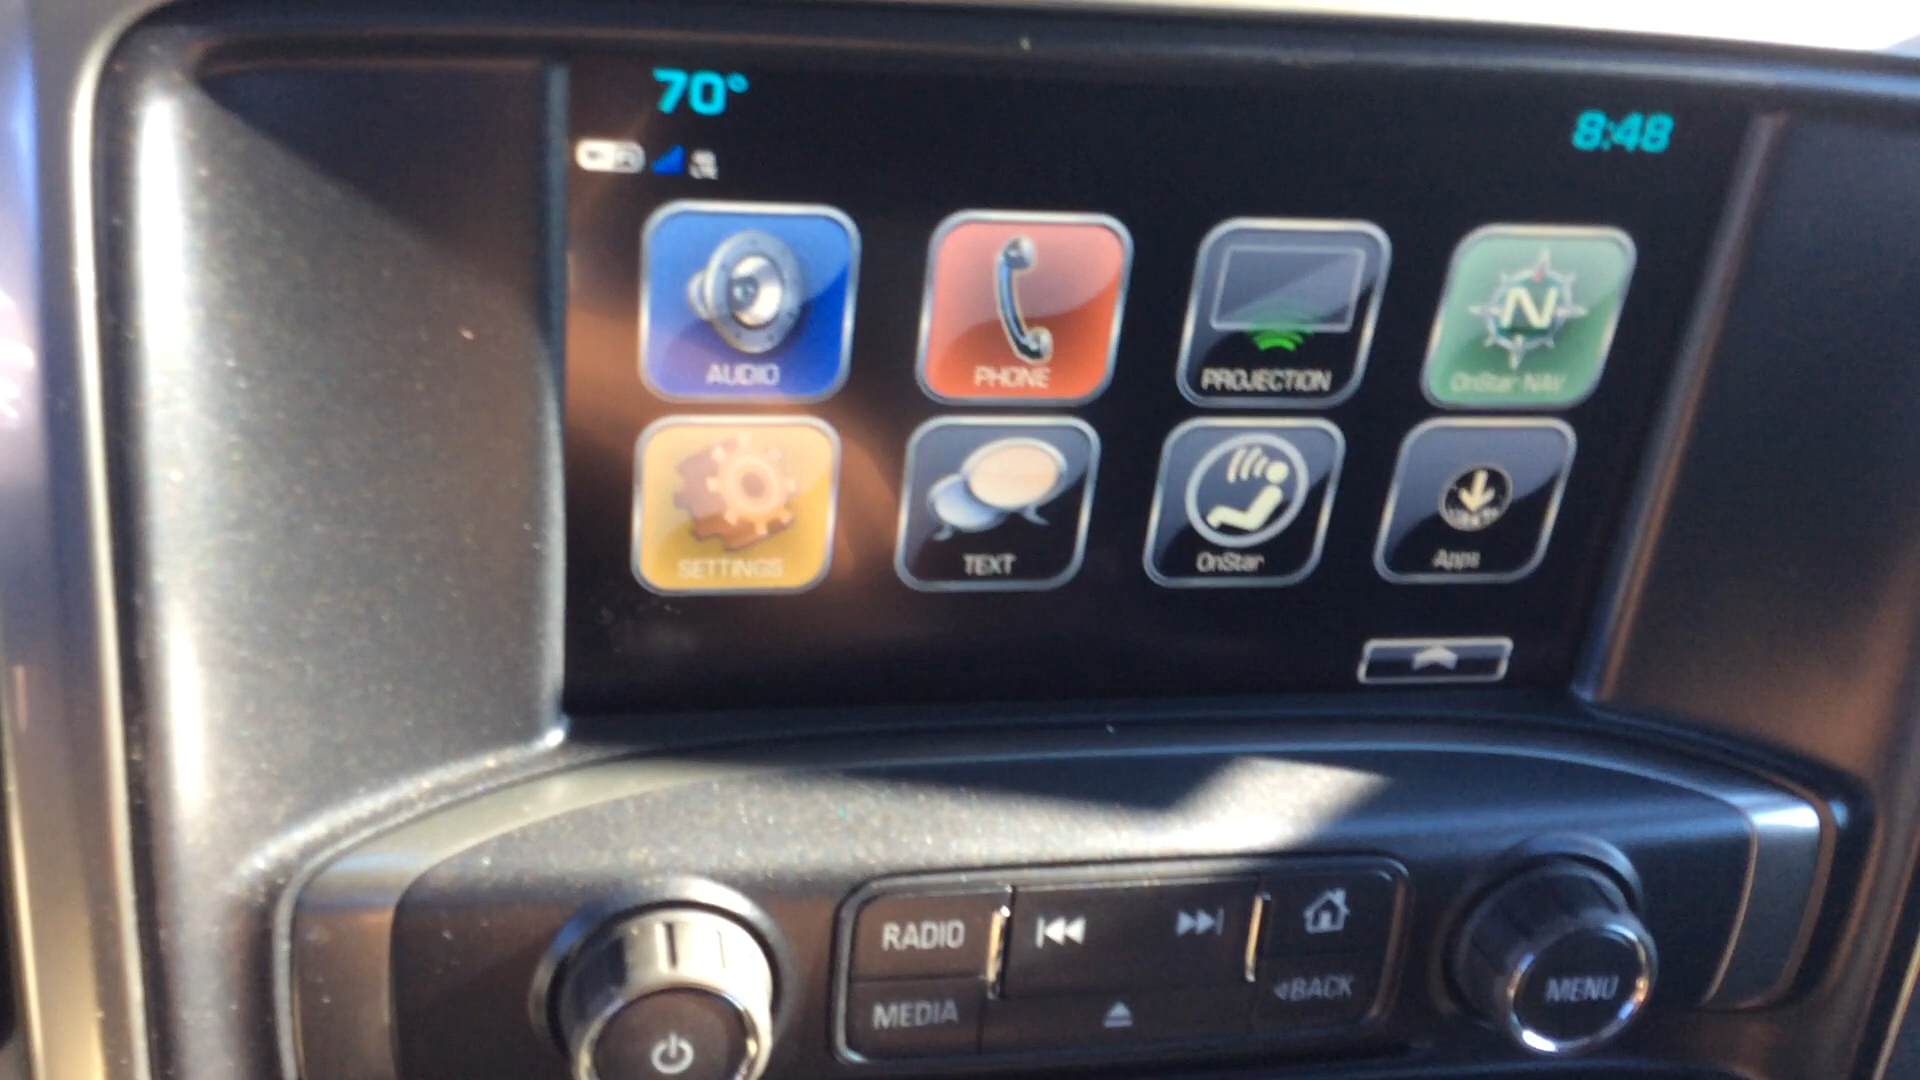 70°
8:48
AUDIO
PHONE
PROJECTION
N
OnStar NAV
SETTINGS
TEXT
OnStar
Apps
RADIO
MEDIA
BACK
MENU